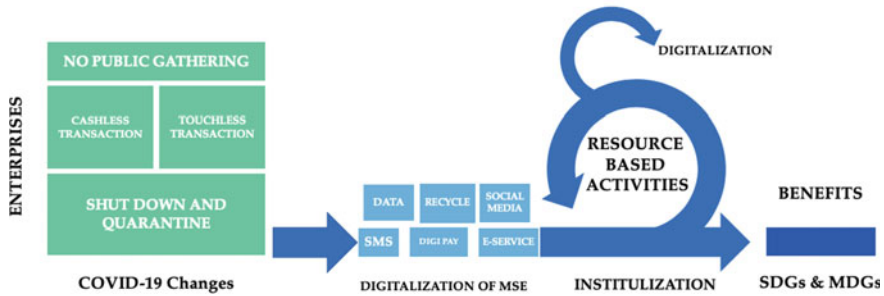 ENTERPRISES
NO PUBLIC GATHERING
CASHLESS
TRANSACTION
TOUCHLESS
TRANSACTION
SHUT DOWN AND
QUARANTINE
COVID-19 Changes
DATA
RECYCLE
SOCIAL
MEDIA
SMS
DIGI PAY
E-SERVICE
DIGITALIZATION OF MSE
DIGITALIZATION
RESOURCE
BASED
ACTIVITIES
INSTITULIZATION
BENEFITS
SDGs & MDGs